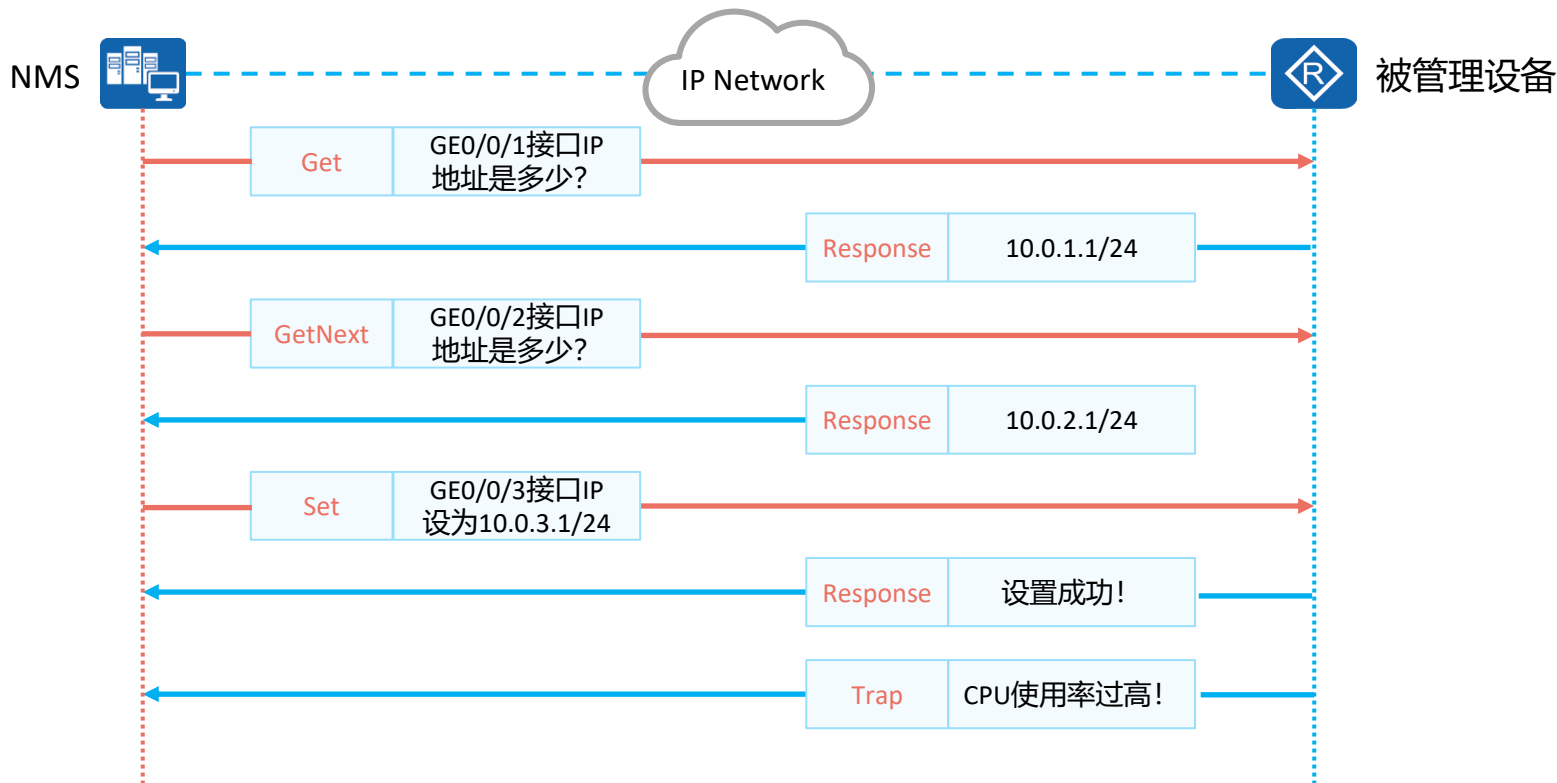 NMS
IP Network
R
被管理设备
Get
GE0/0/1接口IP
地址是多少？
Response
10.0.1.1/24
GetNext
GE0/0/2接口IP
地址是多少？
Response
10.0.2.1/24
Set
GE0/0/3接口IP
设为10.0.3.1/24
Response
设置成功！
Trap
CPU使用率过高！